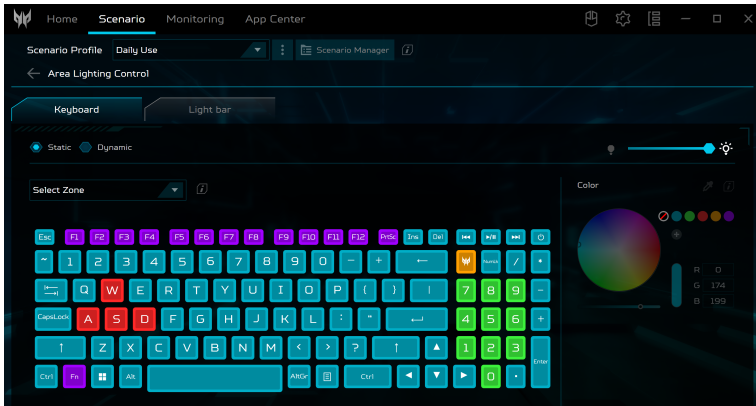 Home Scenario Monitoring App Center
Scenario Profile Daily Use Scenario Manager
Area Lighting Control
Keyboard Light bar
Static Dynamic
Select Zone
Color
Esc F1 F2 F3 F4 F5 F6 F7 F8 F9 F10 F11 F12 PrtSc Ins Del
~ 1 2 3 4 5 6 7 8 9 0 - + ← NumLk / *
Q W E R T Y U I O P { } | 7 8 9 -
R 0
G 174
B 199
CapsLock A S D F G H J K L : " 4 5 6 +
↑ Z X C V B N M < > ? ↑ ▲ 1 2 3 Enter
Ctrl Fn Alt AltGr Ctrl ◄ ▼ ► 0 .